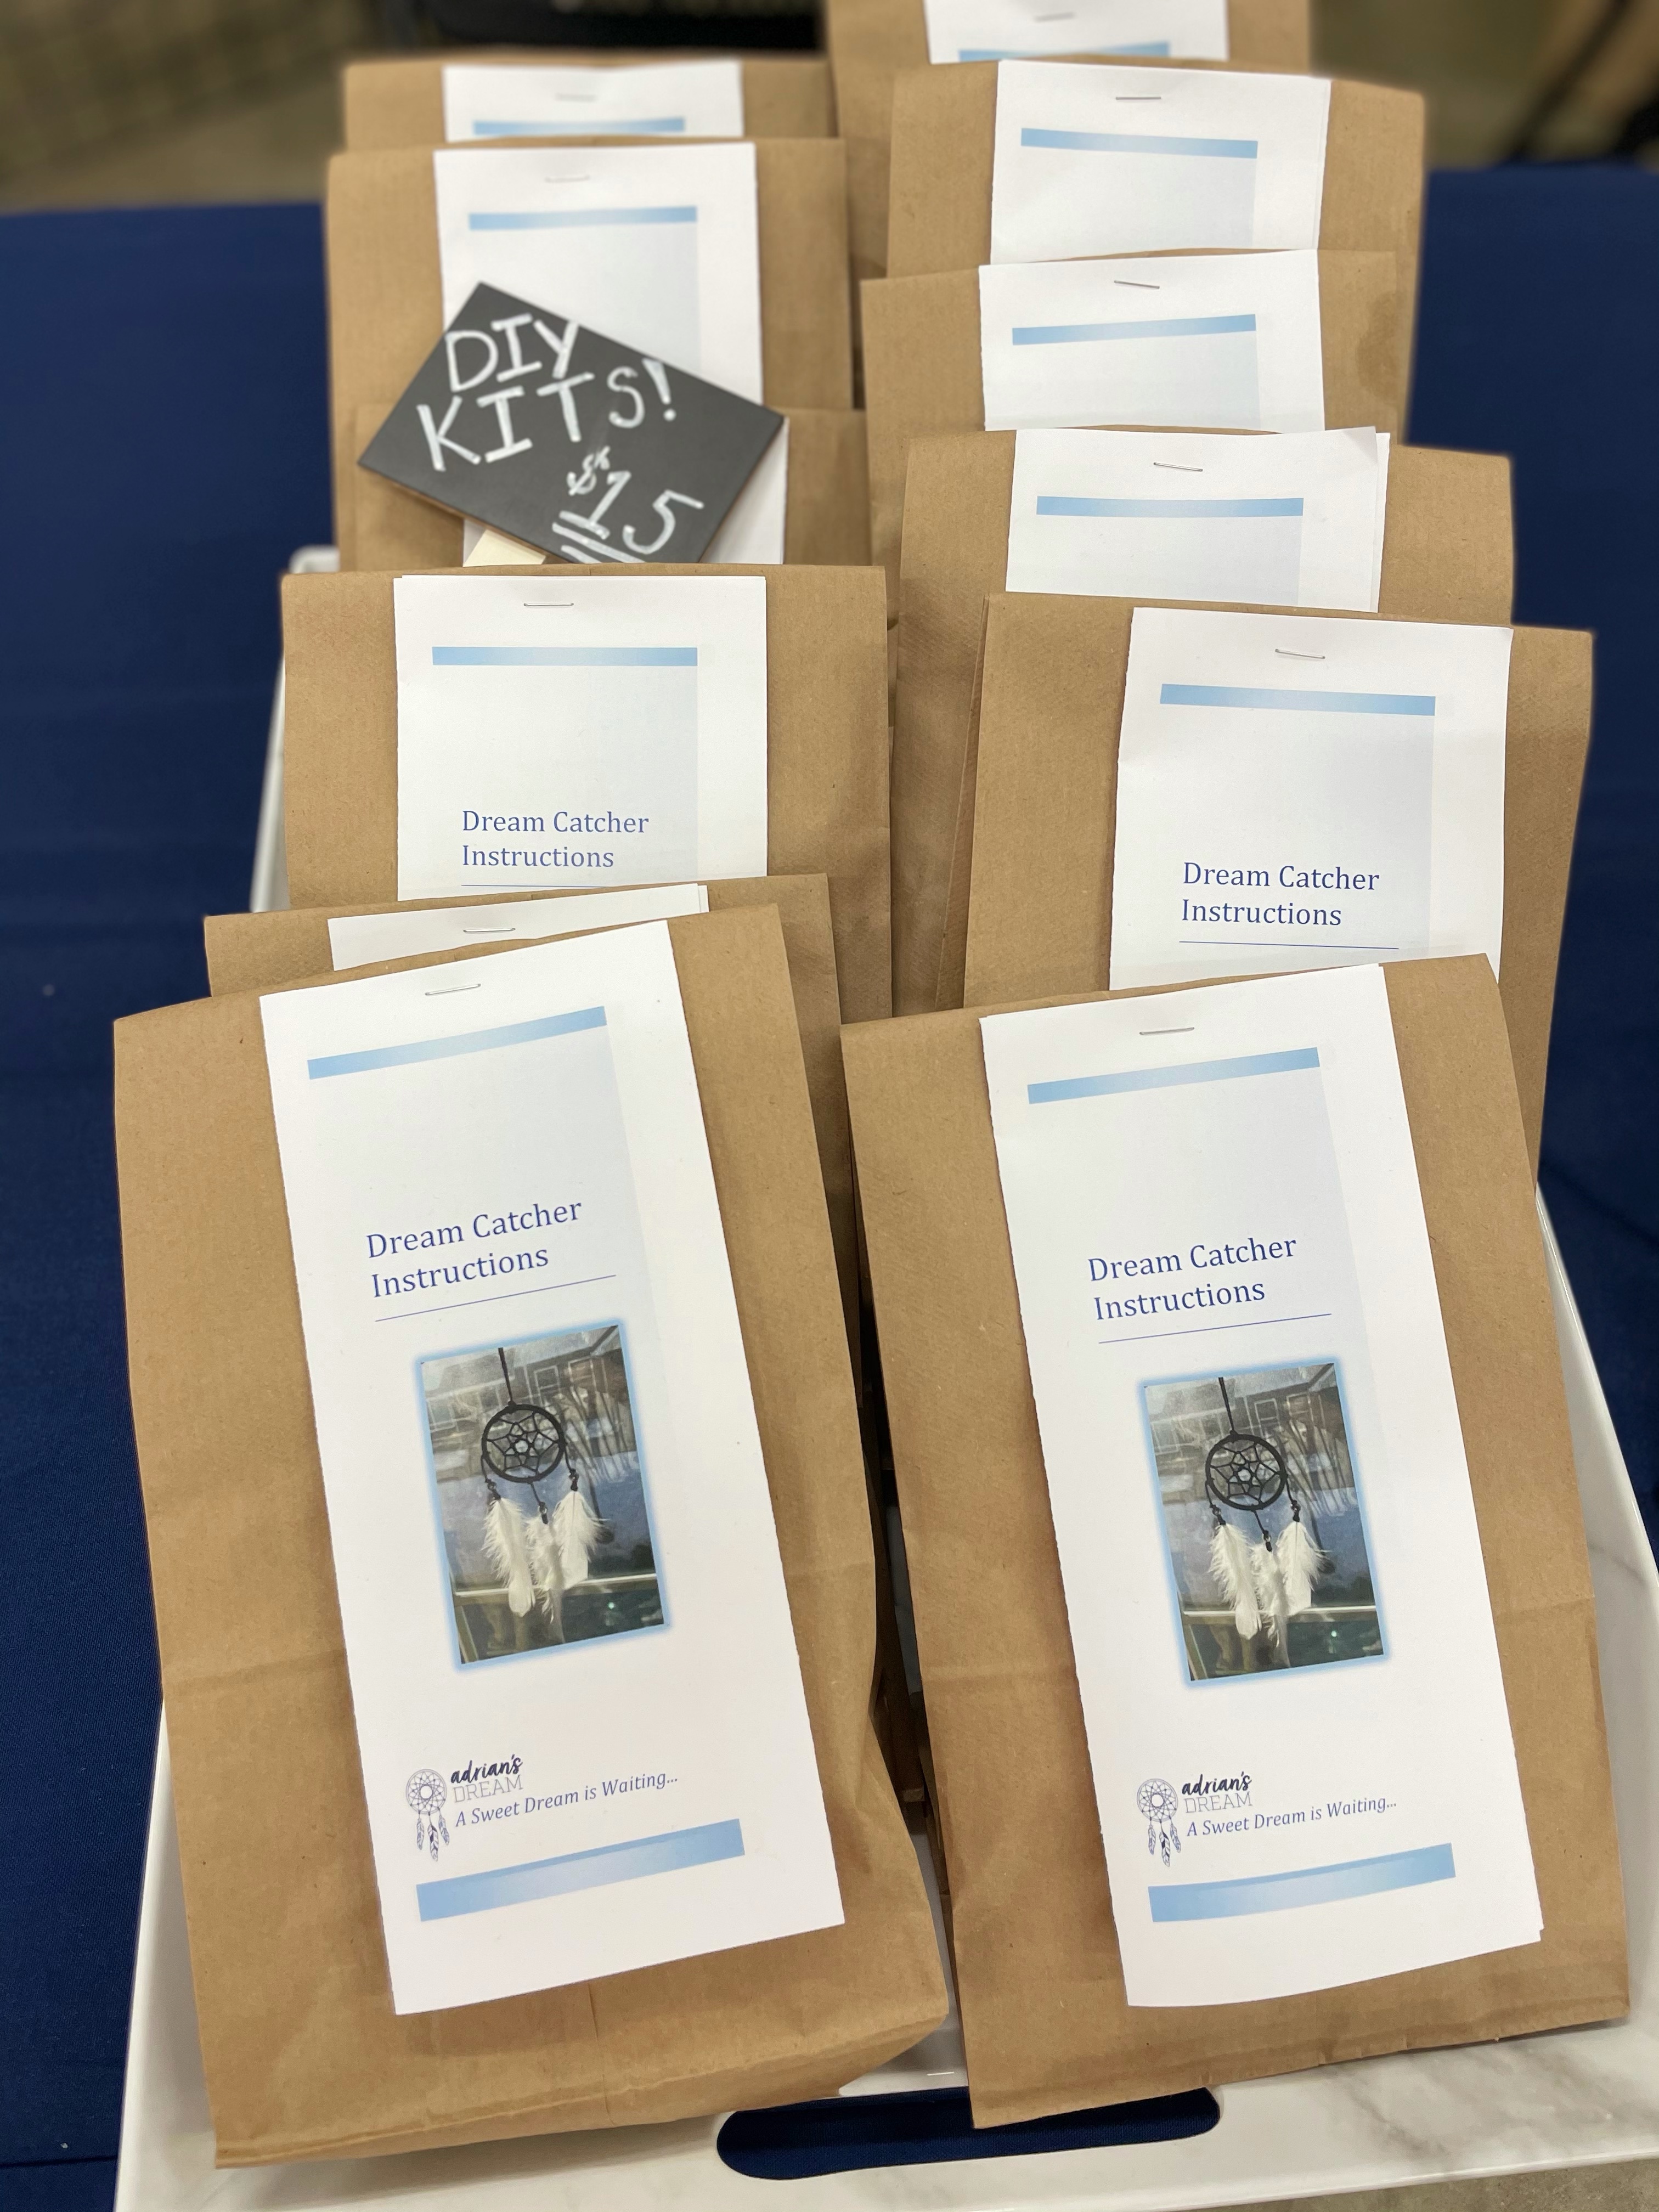 DIY
KITS!
$15
Dream Catcher
Instructions
Dream Catcher
Instructions
Dream Catcher
Instructions
adrian's
DREAM
A Sweet Dream is Waiting...
Dream Catcher
Instructions
adrian's
DREAM
A Sweet Dream is Waiting...